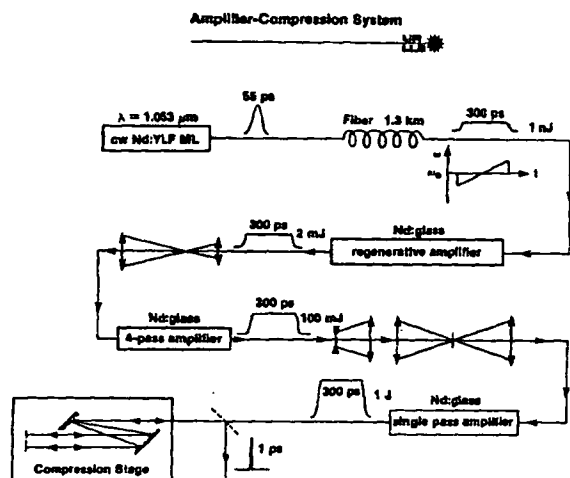 Amplifier-Compression System
UR
LLE
λ = 1.053 μm
cw Nd:YLF ML
55 ps
Fiber 1.3 km
300 ps
1 nJ
t
Nd:glass
regenerative amplifier
300 ps
2 mJ
Nd:glass
4-pass amplifier
300 ps
100 mJ
Nd:glass
single pass amplifier
300 ps
1 J
1 ps
Compression Stage